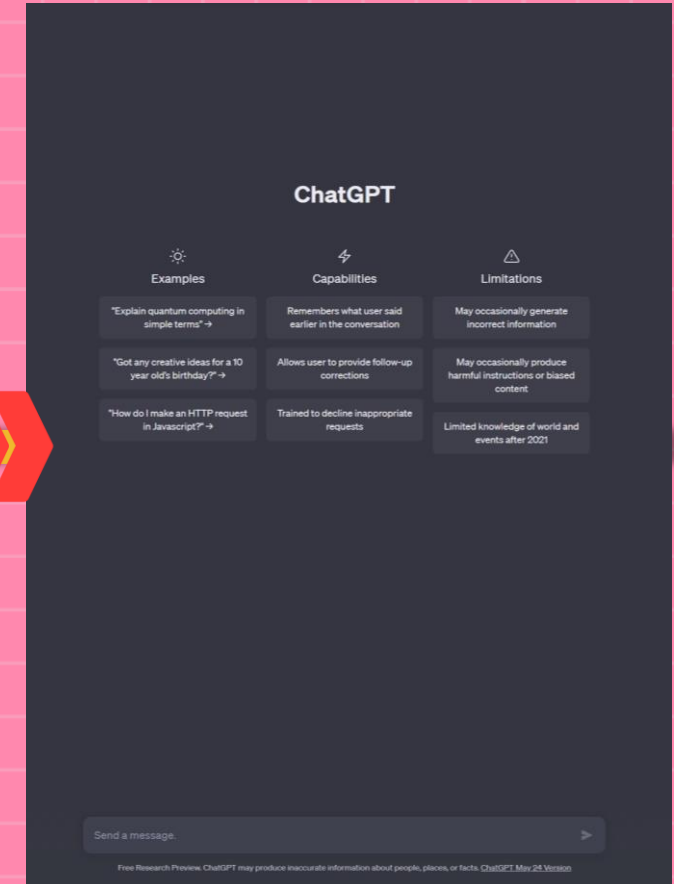 ChatGPT
Examples
"Explain quantum computing in
simple terms" →
"Got any creative ideas for a 10
year old's birthday?" →
"How do I make an HTTP request
in Javascript?" →
Capabilities
Remembers what user said
earlier in the conversation
Allows user to provide follow-up
corrections
Trained to decline inappropriate
requests
Limitations
May occasionally generate
incorrect information
May occasionally produce
harmful instructions or biased
content
Limited knowledge of world and
events after 2021
Send a message.
Free Research Preview. ChatGPT may produce inaccurate information about people, places, or facts. ChatGPT May 24 Version